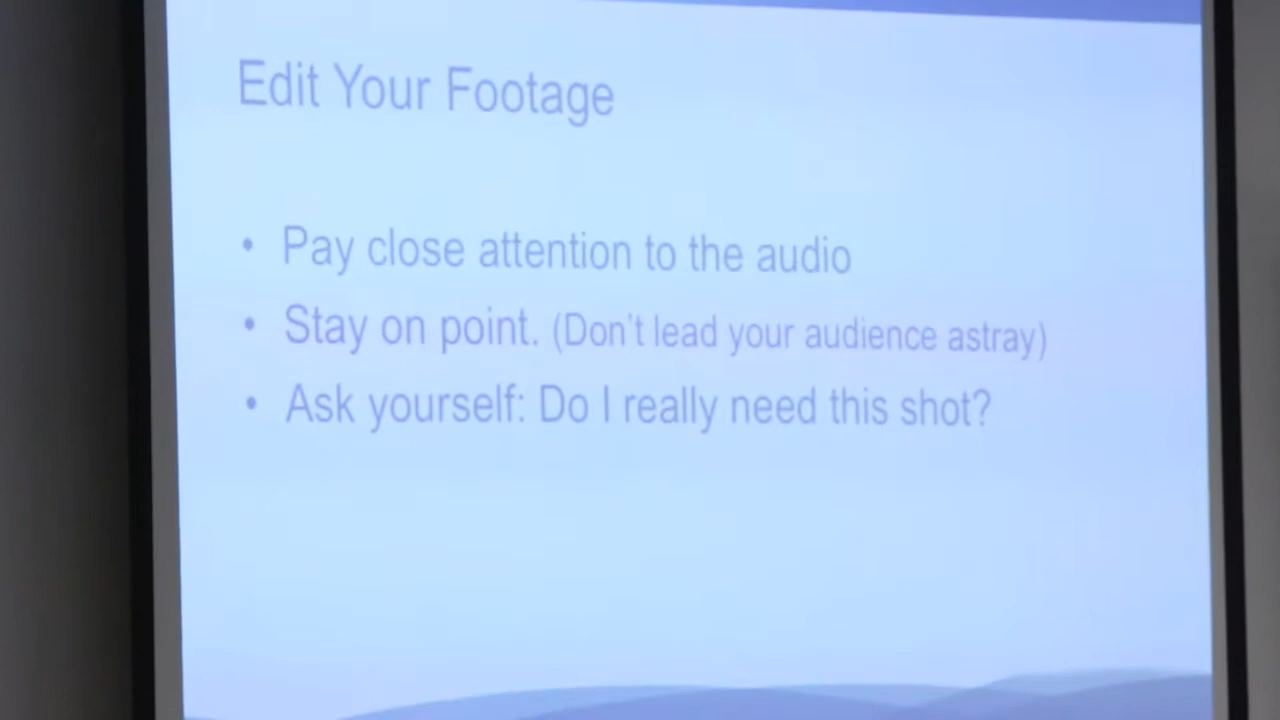 Edit Your Footage
• Pay close attention to the audio
• Stay on point. (Don't lead your audience astray)
• Ask yourself: Do I really need this shot?